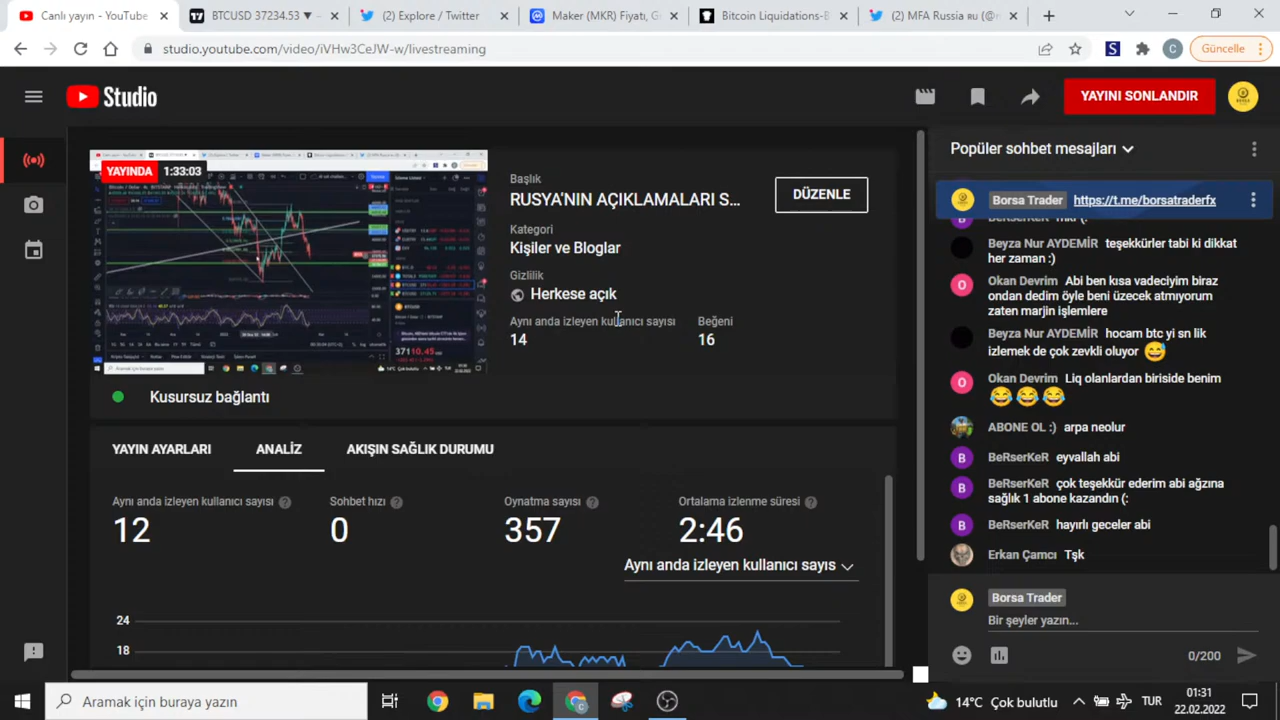 Canlı yayın - YouTube
BTCUSD 37234.53 ▼
(2) Explore / Twitter
Maker (MKR) Fiyatı, G
Bitcoin Liquidations-B
(2) MFA Russia
studio.youtube.com/video/iVHw3CeJW-w/livestreaming
S
C
Güncelle
Studio
YAYINI SONLANDIR
YAYINDA
1:33:03
Başlık
RUSYA'NIN AÇIKLAMALARI S...
DÜZENLE
Kategori
Kişiler ve Bloglar
Gizlilik
Herkese açık
Aynı anda izleyen kullanıcı sayısı
Beğeni
14
16
37110.45
Kusursuz bağlantı
YAYIN AYARLARI
ANALİZ
AKIŞIN SAĞLIK DURUMU
Aynı anda izleyen kullanıcı sayısı
Sohbet hızı
Oynatma sayısı
Ortalama izlenme süresi
12
0
357
2:46
Aynı anda izleyen kullanıcı sayıs
24
18
Popüler sohbet mesajları
Borsa Trader https://t.me/borsatraderfx
Beyza Nur AYDEMİR teşekkürler tabi ki dikkat
her zaman :)
Okan Devrim Abi ben kısa vadeciyim biraz
ondan dedim öyle ben tizecek atmıyorum
zaten marjin işlemlere
Beyza Nur AYDEMİR hocam btc yi sn lik
izlemek de çok zevkli oluyor 😅
Okan Devrim Liq olanlardan biriside benim
😂😂😂
ABONE OL :) arpa neolur
BeRserKeR eyvallah abi
BeRserKeR çok teşekkür ederim abi ağzına
sağlık 1 abone kazandın (:
BeRserKeR hayırlı geceler abi
Erkan Çamcı Tşk
Borsa Trader
Bir şeyler yazın...
0/200
Aramak için buraya yazın
14°C Çok bulutlu
TUR
01:31
22.02.2022